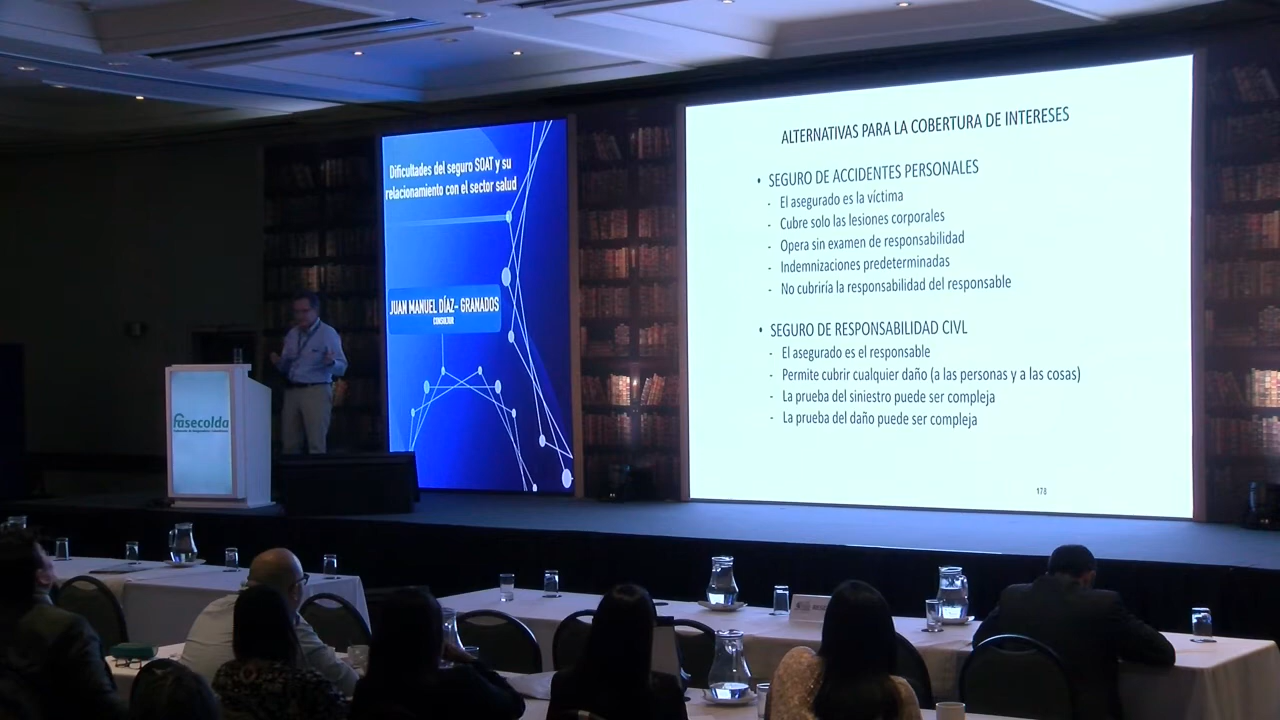 Dificultades del seguro SOAT y su
relacionamiento con el sector salud
JUAN MANUEL DÍAZ- GRANADOS
CONSULTOR
fasecolda
ALTERNATIVAS PARA LA COBERTURA DE INTERESES
• SEGURO DE ACCIDENTES PERSONALES
- El asegurado es la víctima
- Cubre solo las lesiones corporales
- Opera sin examen de responsabilidad
- Indemnizaciones predeterminadas
- No cubriría la responsabilidad del responsable
• SEGURO DE RESPONSABILIDAD CIVL
- El asegurado es el responsable
- Permite cubrir cualquier daño (a las personas y a las cosas)
- La prueba del siniestro puede ser compleja
- La prueba del daño puede ser compleja
178